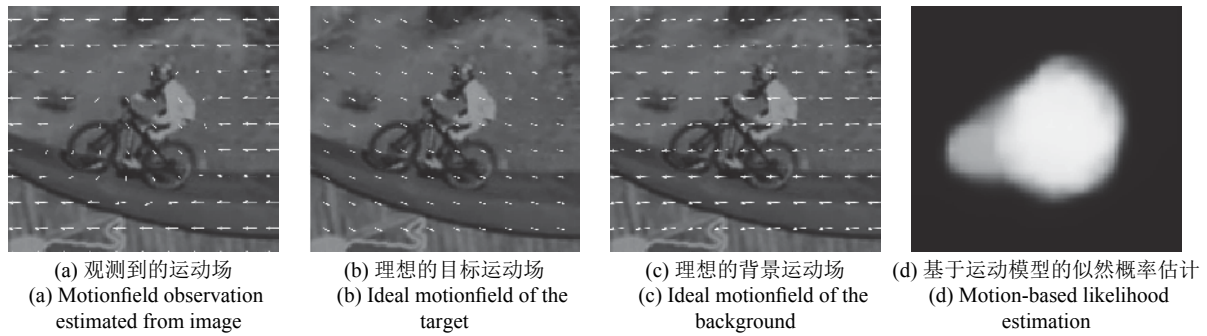 (a) 观测到的运动场
(a) Motionfield observation
estimated from image
(b) 理想的目标运动场
(b) Ideal motionfield of the
target
(c) 理想的背景运动场
(c) Ideal motionfield of the
background
(d) 基于运动模型的似然概率估计
(d) Motion-based likelihood
estimation